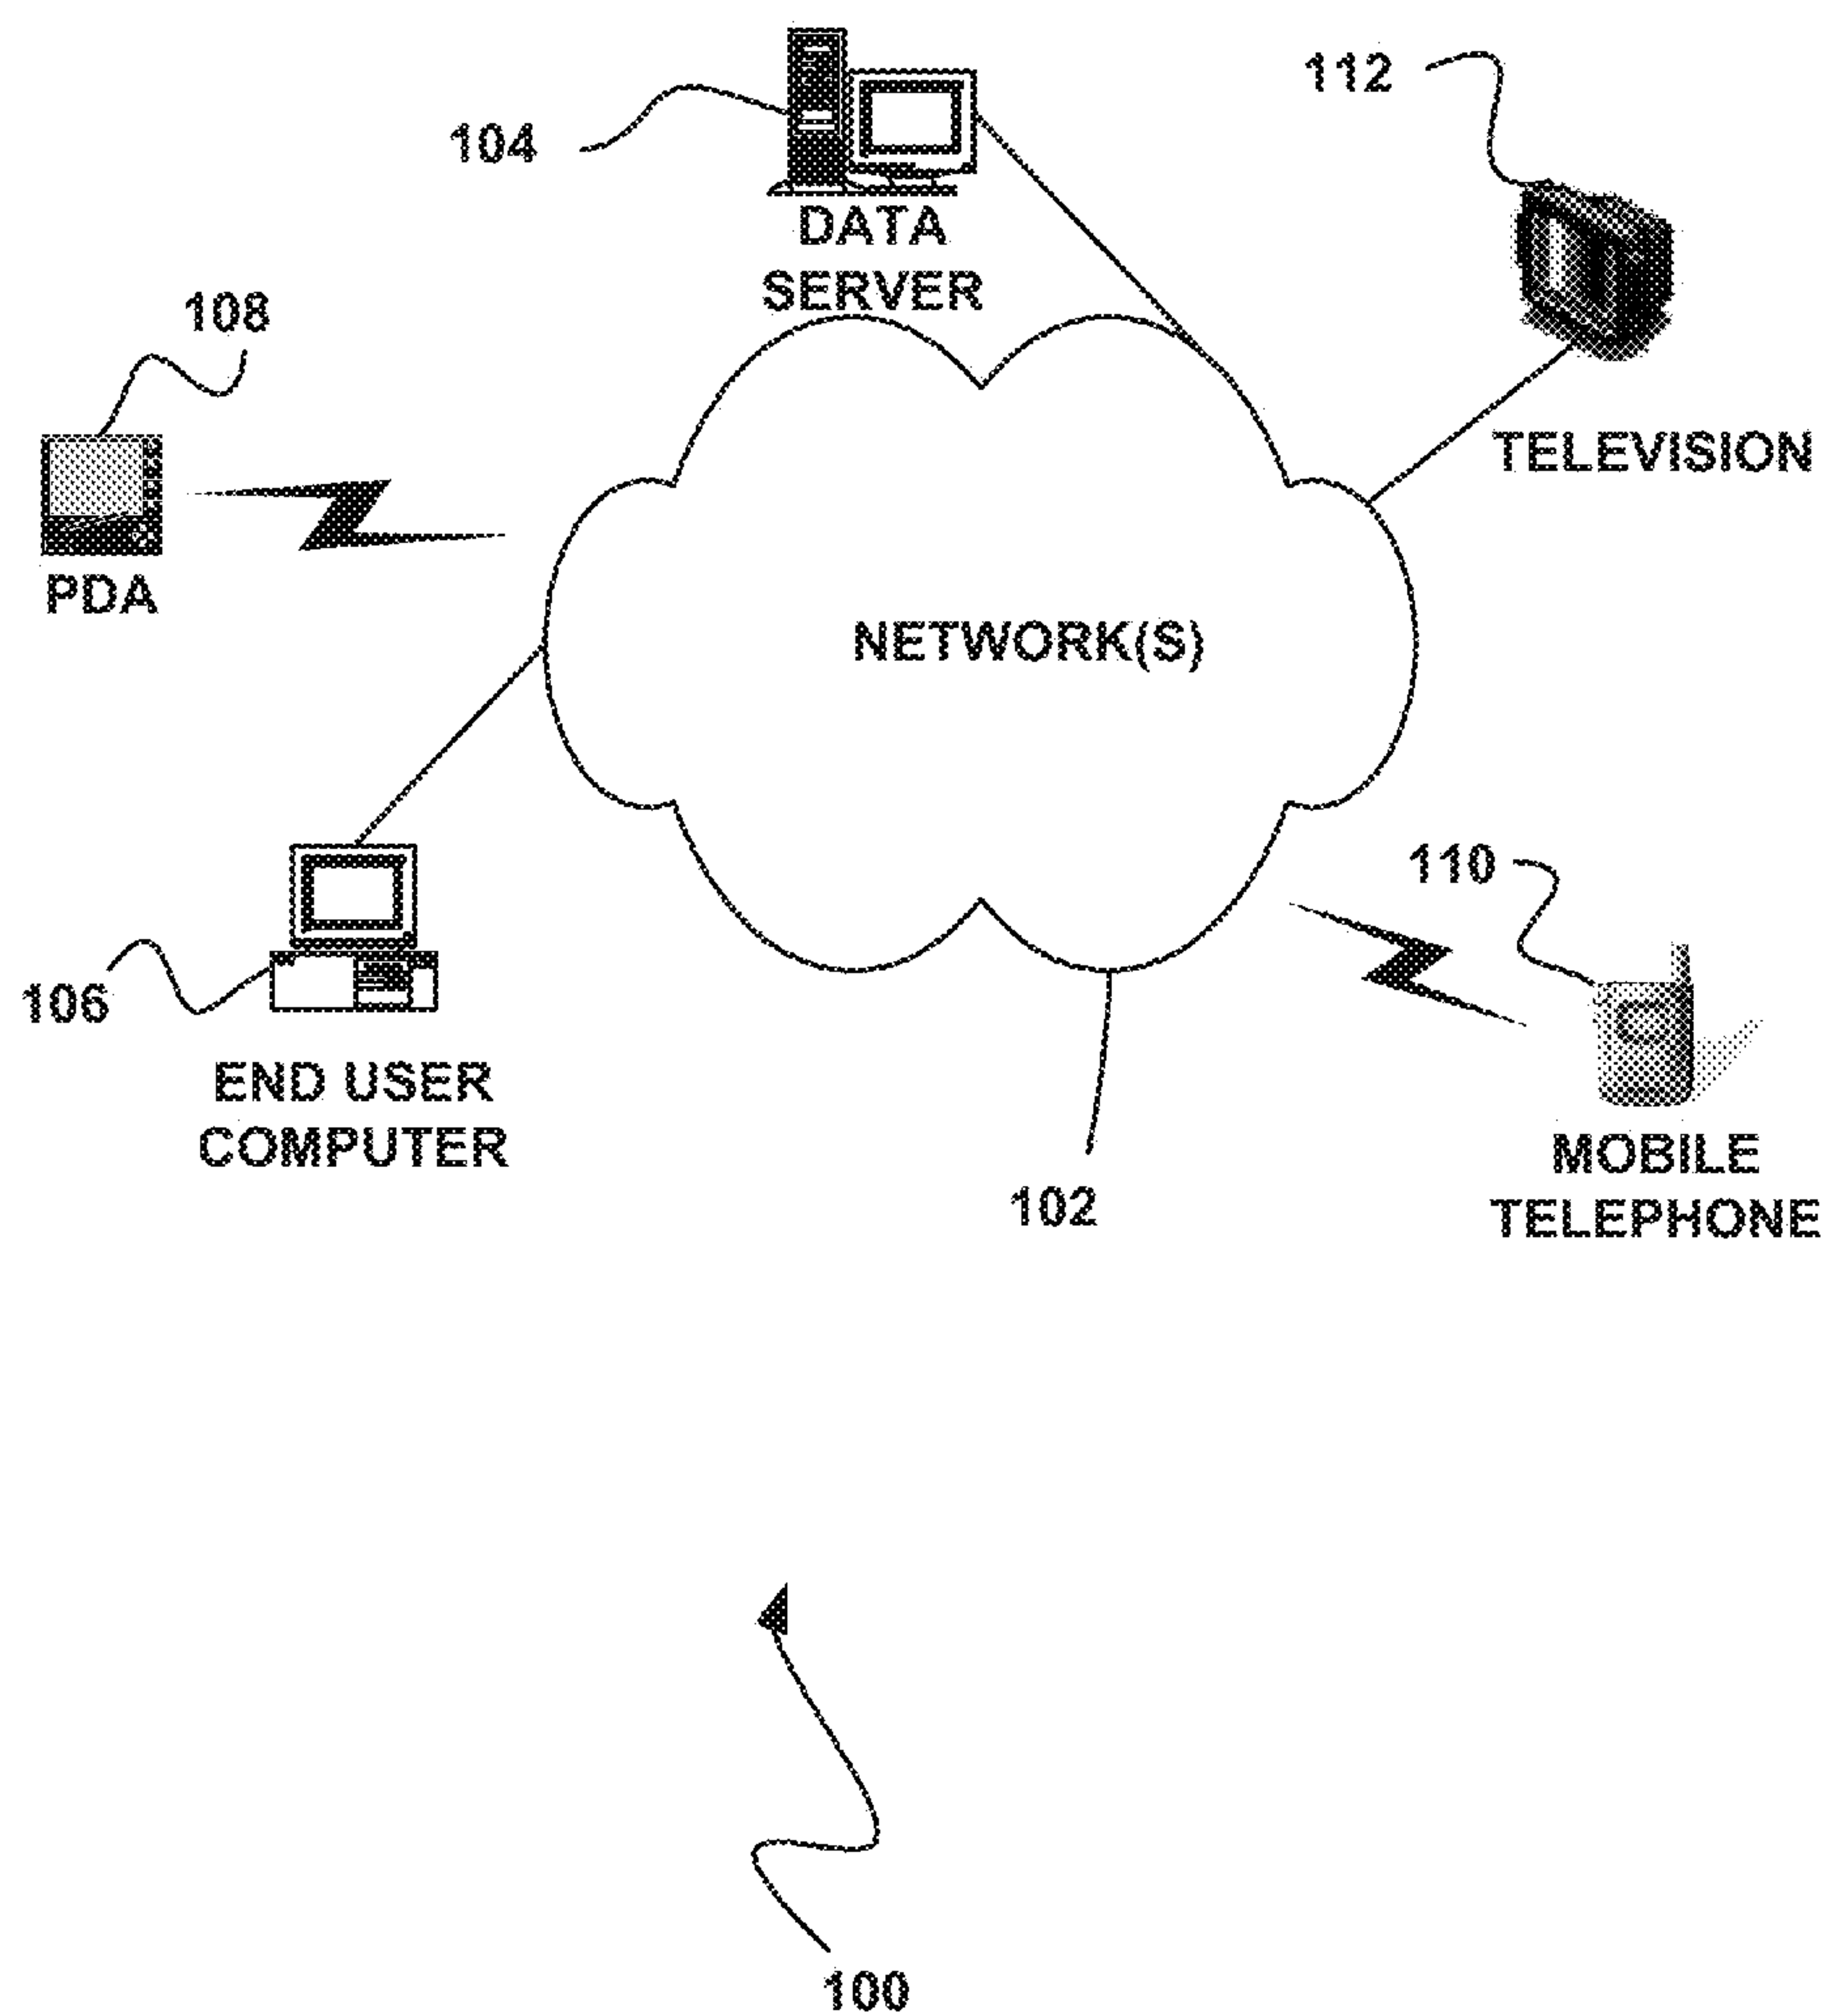 112
104
DATA
SERVER
108
TELEVISION
PDA
NETWORK(S)
110
106
END USER
COMPUTER
MOBILE
TELEPHONE
102
100